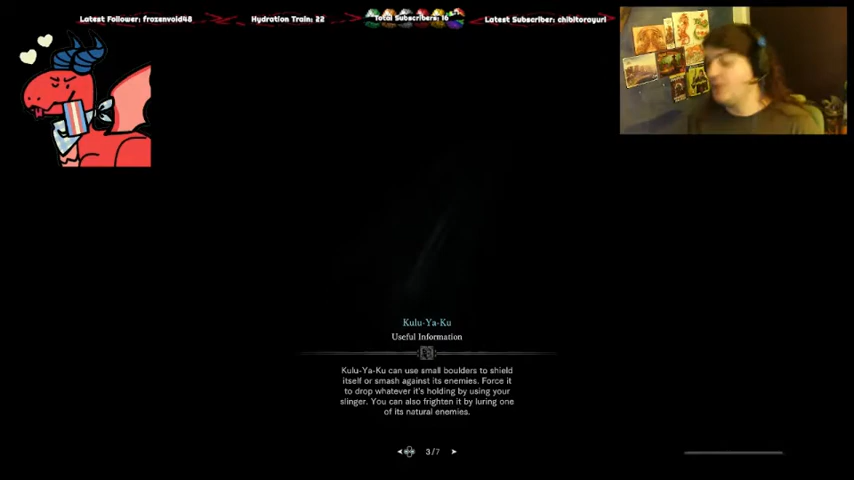 Latest Follower: frozenvoid48
Hydration Train: 22
Total Subscribers: 16
Latest Subscriber: chibitorayuri
Kulu-Ya-Ku
Useful Information
Kulu-Ya-Ku can use small boulders to shield
itself or smash against its enemies. Force it
to drop whatever it's holding by using your
slinger. You can also frighten it by luring one
of its natural enemies.
3/7